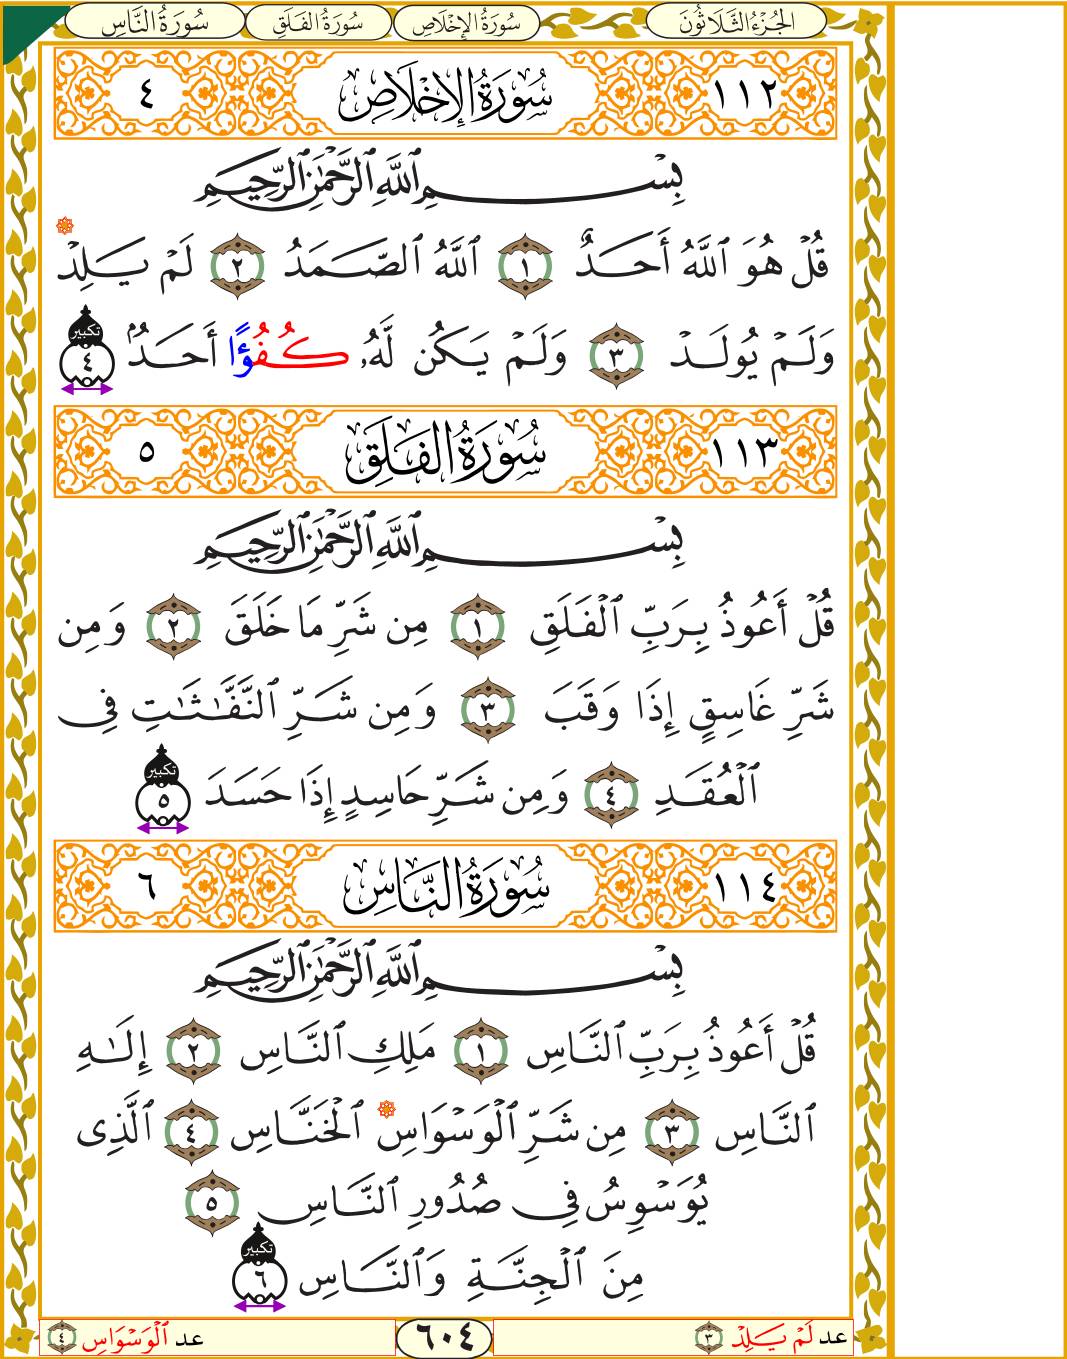 الجُزْءُ الثَّلَاثُونَ سُورَةُ الإِخْلَاصِ سُورَةُ الفَلَقِ سُورَةُ النَّاسِ
١١٢ سُورَةُ الإِخْلَاصِ ٤
بِسْمِ ٱللَّهِ ٱلرَّحْمَٰنِ ٱلرَّحِيمِ
قُلْ هُوَ ٱللَّهُ أَحَدٌ ١ ٱللَّهُ ٱلصَّمَدُ ٢ لَمْ يَلِدْ
وَلَمْ يُولَدْ ٣ وَلَمْ يَكُن لَّهُۥ كُفُؤًا أَحَدٌۢ تكبير ٤
١١٣ سُورَةُ الفَلَقِ ٥
بِسْمِ ٱللَّهِ ٱلرَّحْمَٰنِ ٱلرَّحِيمِ
قُلْ أَعُوذُ بِرَبِّ ٱلْفَلَقِ ١ مِن شَرِّ مَا خَلَقَ ٢ وَمِن
شَرِّ غَاسِقٍ إِذَا وَقَبَ ٣ وَمِن شَرِّ ٱلنَّفَّٰثَٰتِ فِى
ٱلْعُقَدِ ٤ وَمِن شَرِّ حَاسِدٍ إِذَا حَسَدَ تكبير ٥
١١٤ سُورَةُ النَّاسِ ٦
بِسْمِ ٱللَّهِ ٱلرَّحْمَٰنِ ٱلرَّحِيمِ
قُلْ أَعُوذُ بِرَبِّ ٱلنَّاسِ ١ مَلِكِ ٱلنَّاسِ ٢ إِلَٰهِ
ٱلنَّاسِ ٣ مِن شَرِّ ٱلْوَسْوَاسِ ٱلْخَنَّاسِ ٤ ٱلَّذِى
يُوَسْوِسُ فِى صُدُورِ ٱلنَّاسِ ٥
مِنَ ٱلْجِنَّةِ وَٱلنَّاسِ تكبير ٦
عد لَمْ يَلِدْ ٣ ٦٠٤ عد ٱلْوَسْوَاسِ ٤